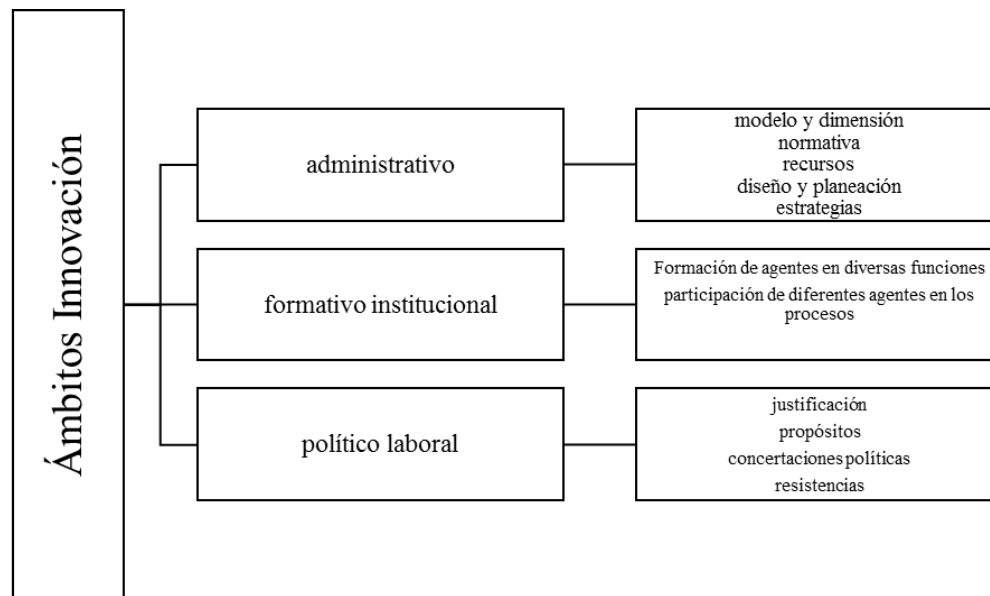 Ámbitos Innovación
administrativo
modelo y dimensión
normativa
recursos
diseño y planeación
estrategias
formativo institucional
Formación de agentes en diversas funciones
participación de diferentes agentes en los
procesos
político laboral
justificación
propósitos
concertaciones políticas
resistencias